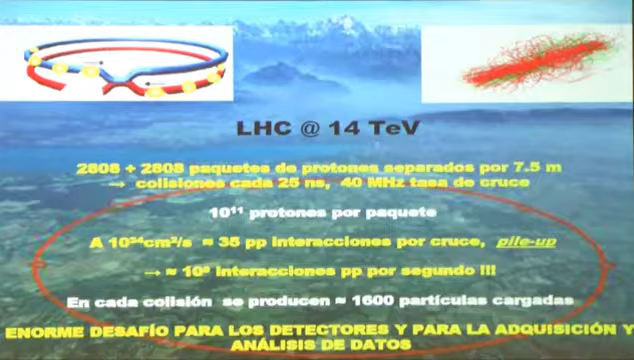 LHC @ 14 TeV
2808 + 2808 paquetes de protones separados por 7.5 m
→ colisiones cada 25 ns, 40 MHz tasa de cruce
10¹¹ protones por paquete
A 10³⁴cm²/s ≈ 35 pp interacciones por cruce, pile-up
→ ≈ 10⁹ interacciones pp por segundo !!!
En cada colisión se producen ≈ 1600 partículas cargadas
ENORME DESAFÍO PARA LOS DETECTORES Y PARA LA ADQUISICIÓN Y
ANÁLISIS DE DATOS